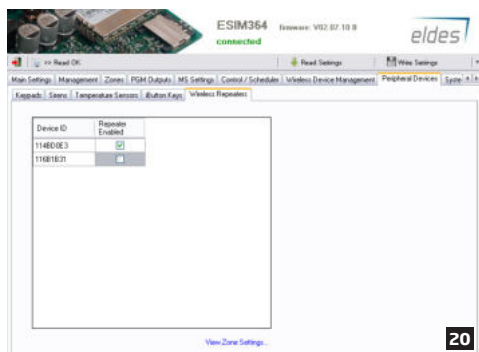 ESIM364 firmware: V02.07.10 B
connected
eldes
>> Read OK
Read Settings
Write Settings
Main Settings Management Zones PGM Outputs MS Settings Control / Scheduler Wireless Device Management Peripheral Devices Syste
Keypads Sirens Temperature Sensors iButton Keys Wireless Repeaters
Device ID Repeater Enabled
114BD0E3
116B1B31
View Zone Settings...
20